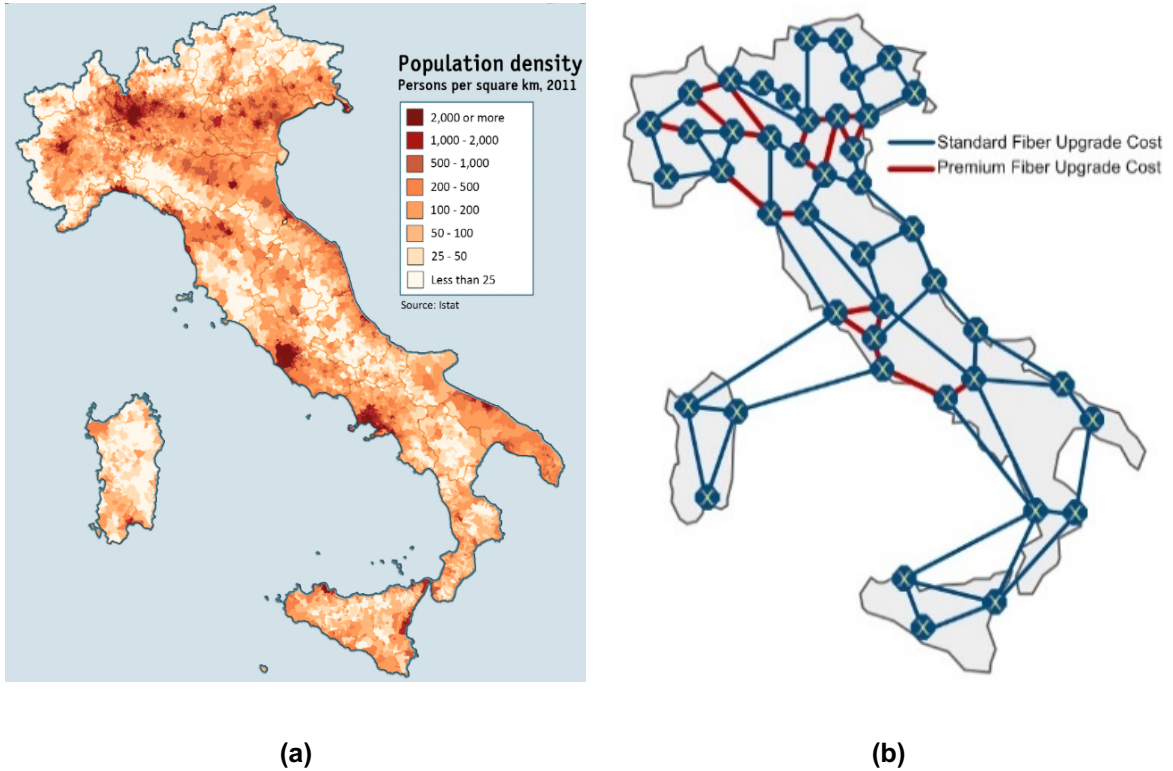 Population density
Persons per square km, 2011
2,000 or more
1,000 - 2,000
500 - 1,000
200 - 500
100 - 200
50 - 100
25 - 50
Less than 25
Source: Istat
Standard Fiber Upgrade Cost
Premium Fiber Upgrade Cost
(a)
(b)